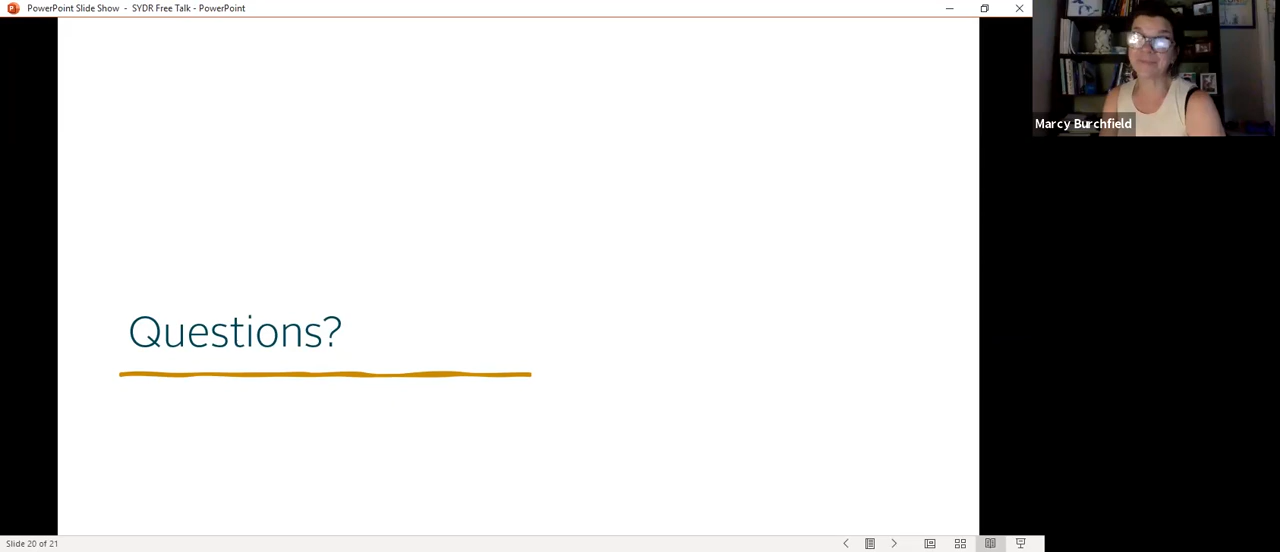 PowerPoint Slide Show - SYDR Free Talk - PowerPoint
Marcy Burchfield
Questions?
Slide 20 of 21